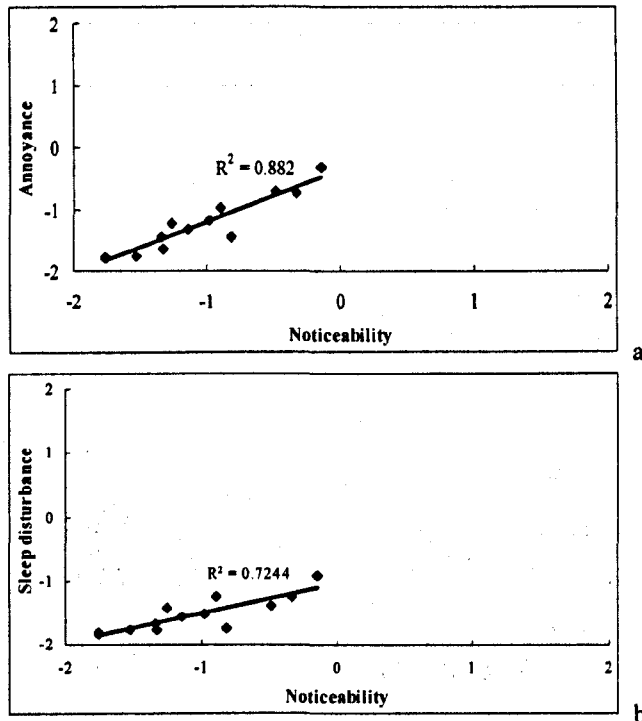 2
1
0
-1
-2
Annoyance
R² = 0.882
-2 -1 0 1 2
Noticeability
a
2
1
0
-1
-2
Sleep disturbance
R² = 0.7244
-2 -1 0 1 2
Noticeability
b